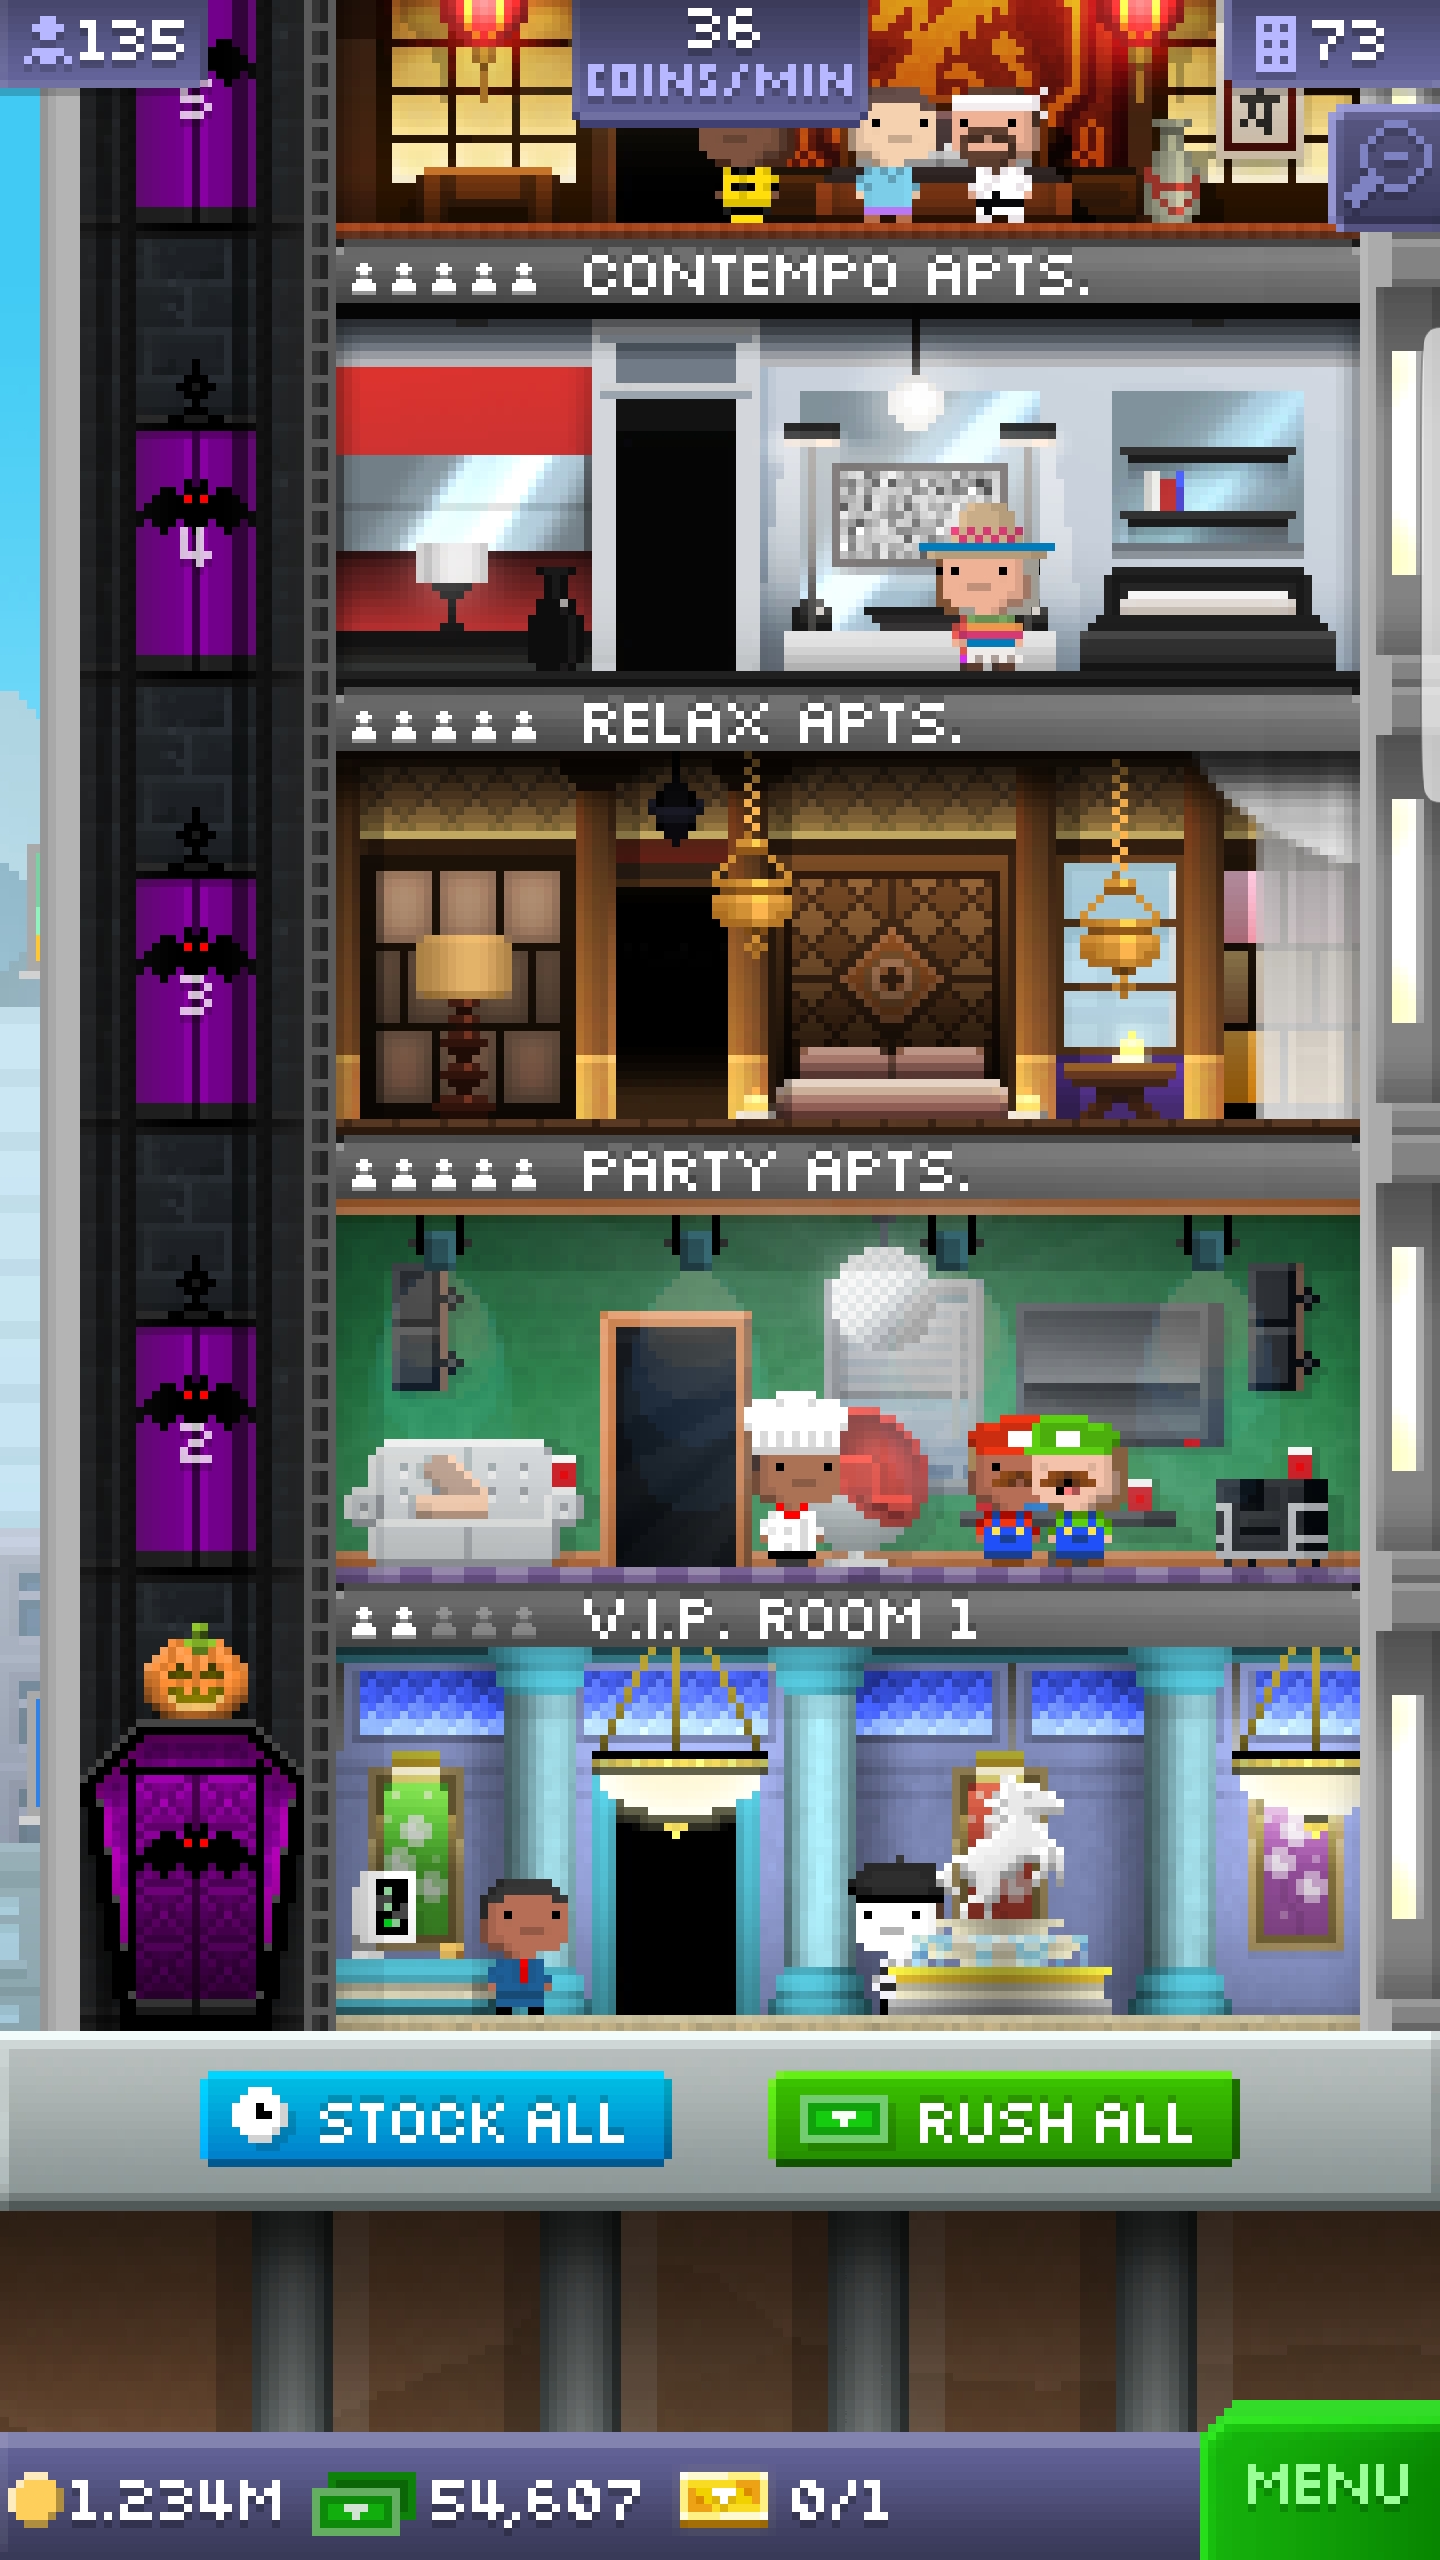 135
36
COINS/MIN
73
5
CONTEMPO APTS.
4
RELAX APTS.
3
PARTY APTS.
2
V.I.P. ROOM 1
STOCK ALL
RUSH ALL
1.234M
54,607
0/1
MENU